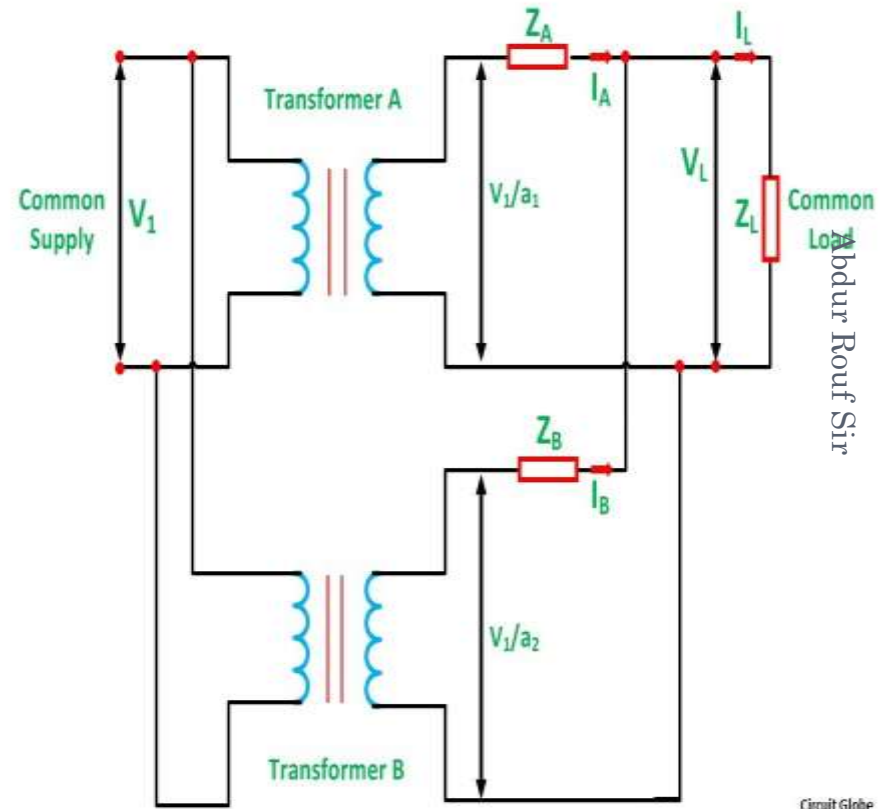 Z_A
I_L
Transformer A
I_A
Common
Supply
V_1
V_1/a_1
V_L
Z_L
Common
Load
Abdur Rouf Sir
Z_B
I_B
V_1/a_2
Transformer B
Circuit Globe